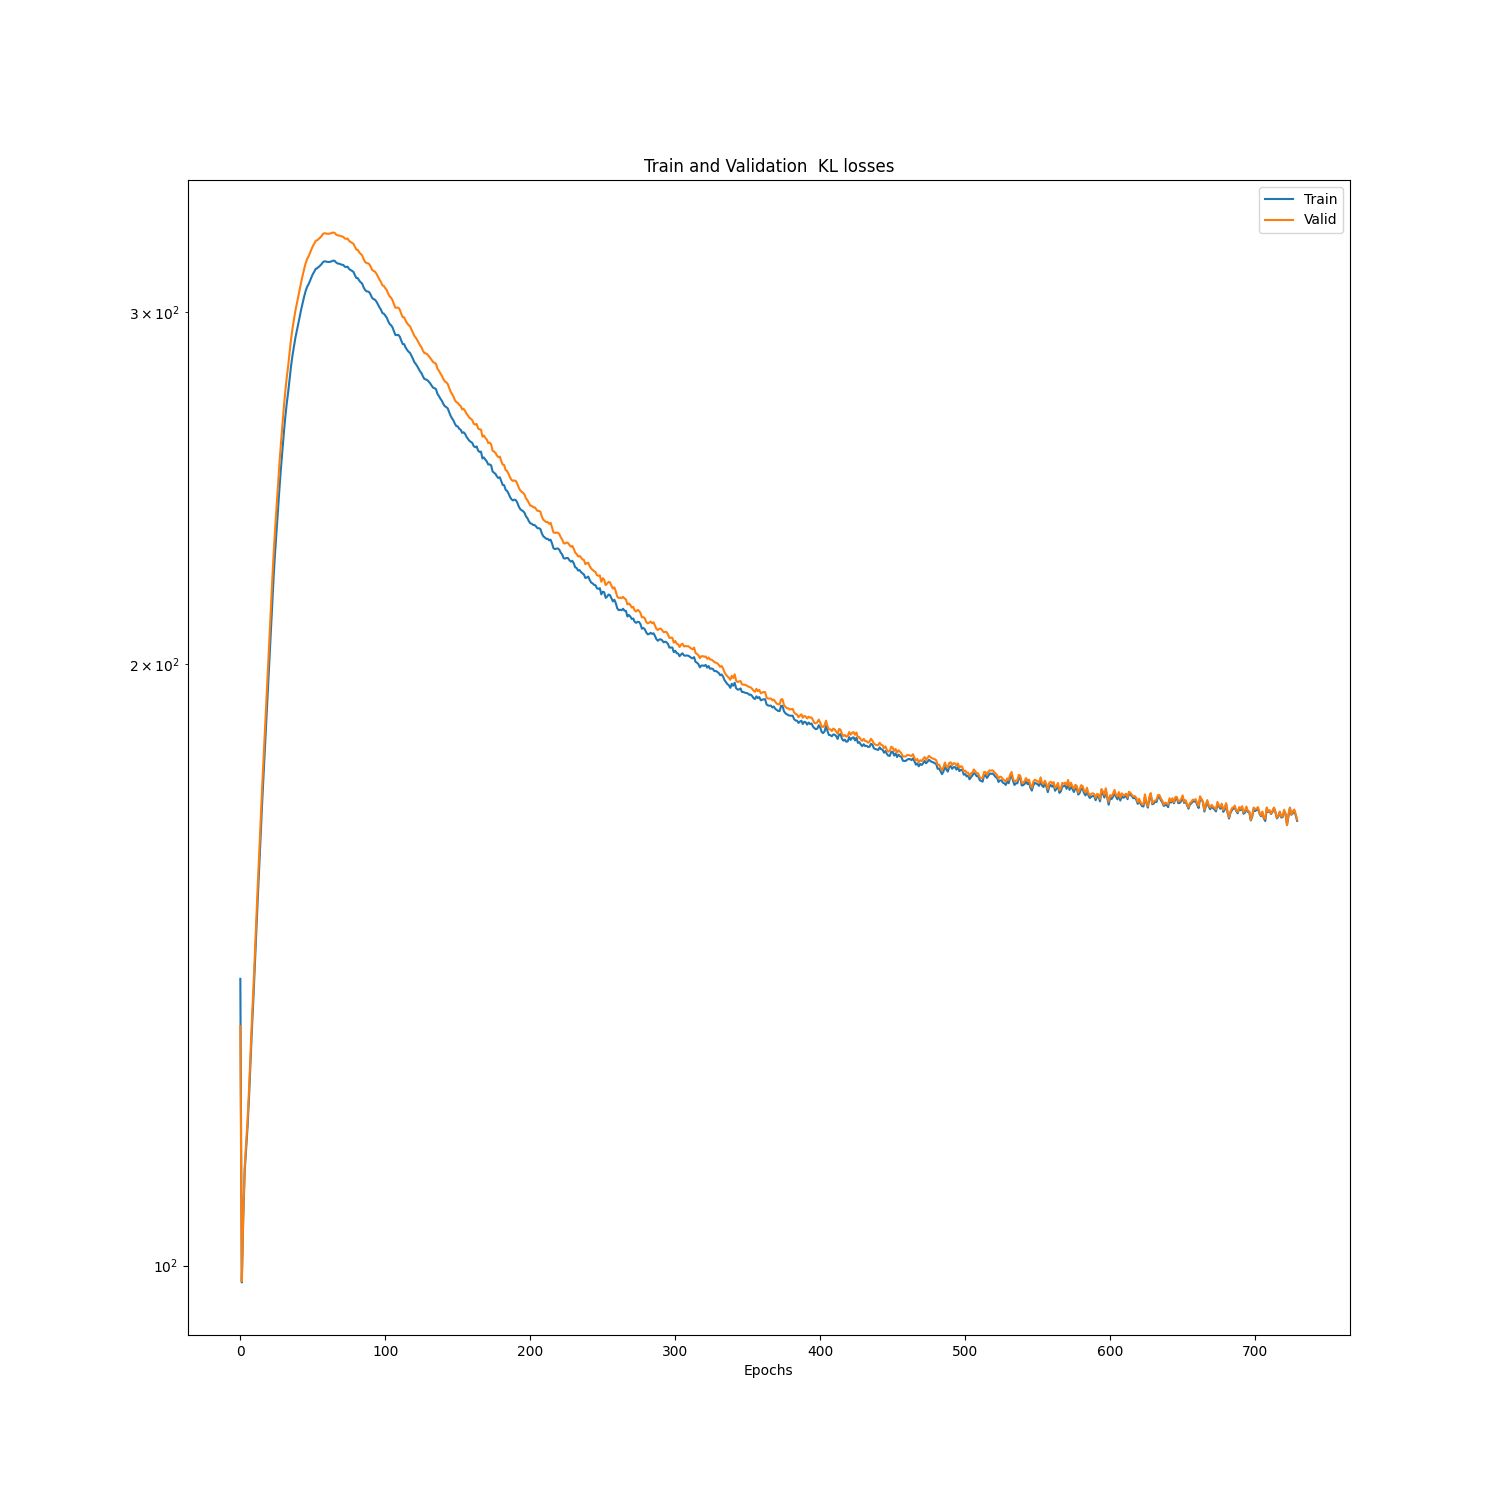 Train and Validation  KL losses
Train
Valid
3 × 10²
2 × 10²
10²
0 100 200 300 400 500 600 700
Epochs